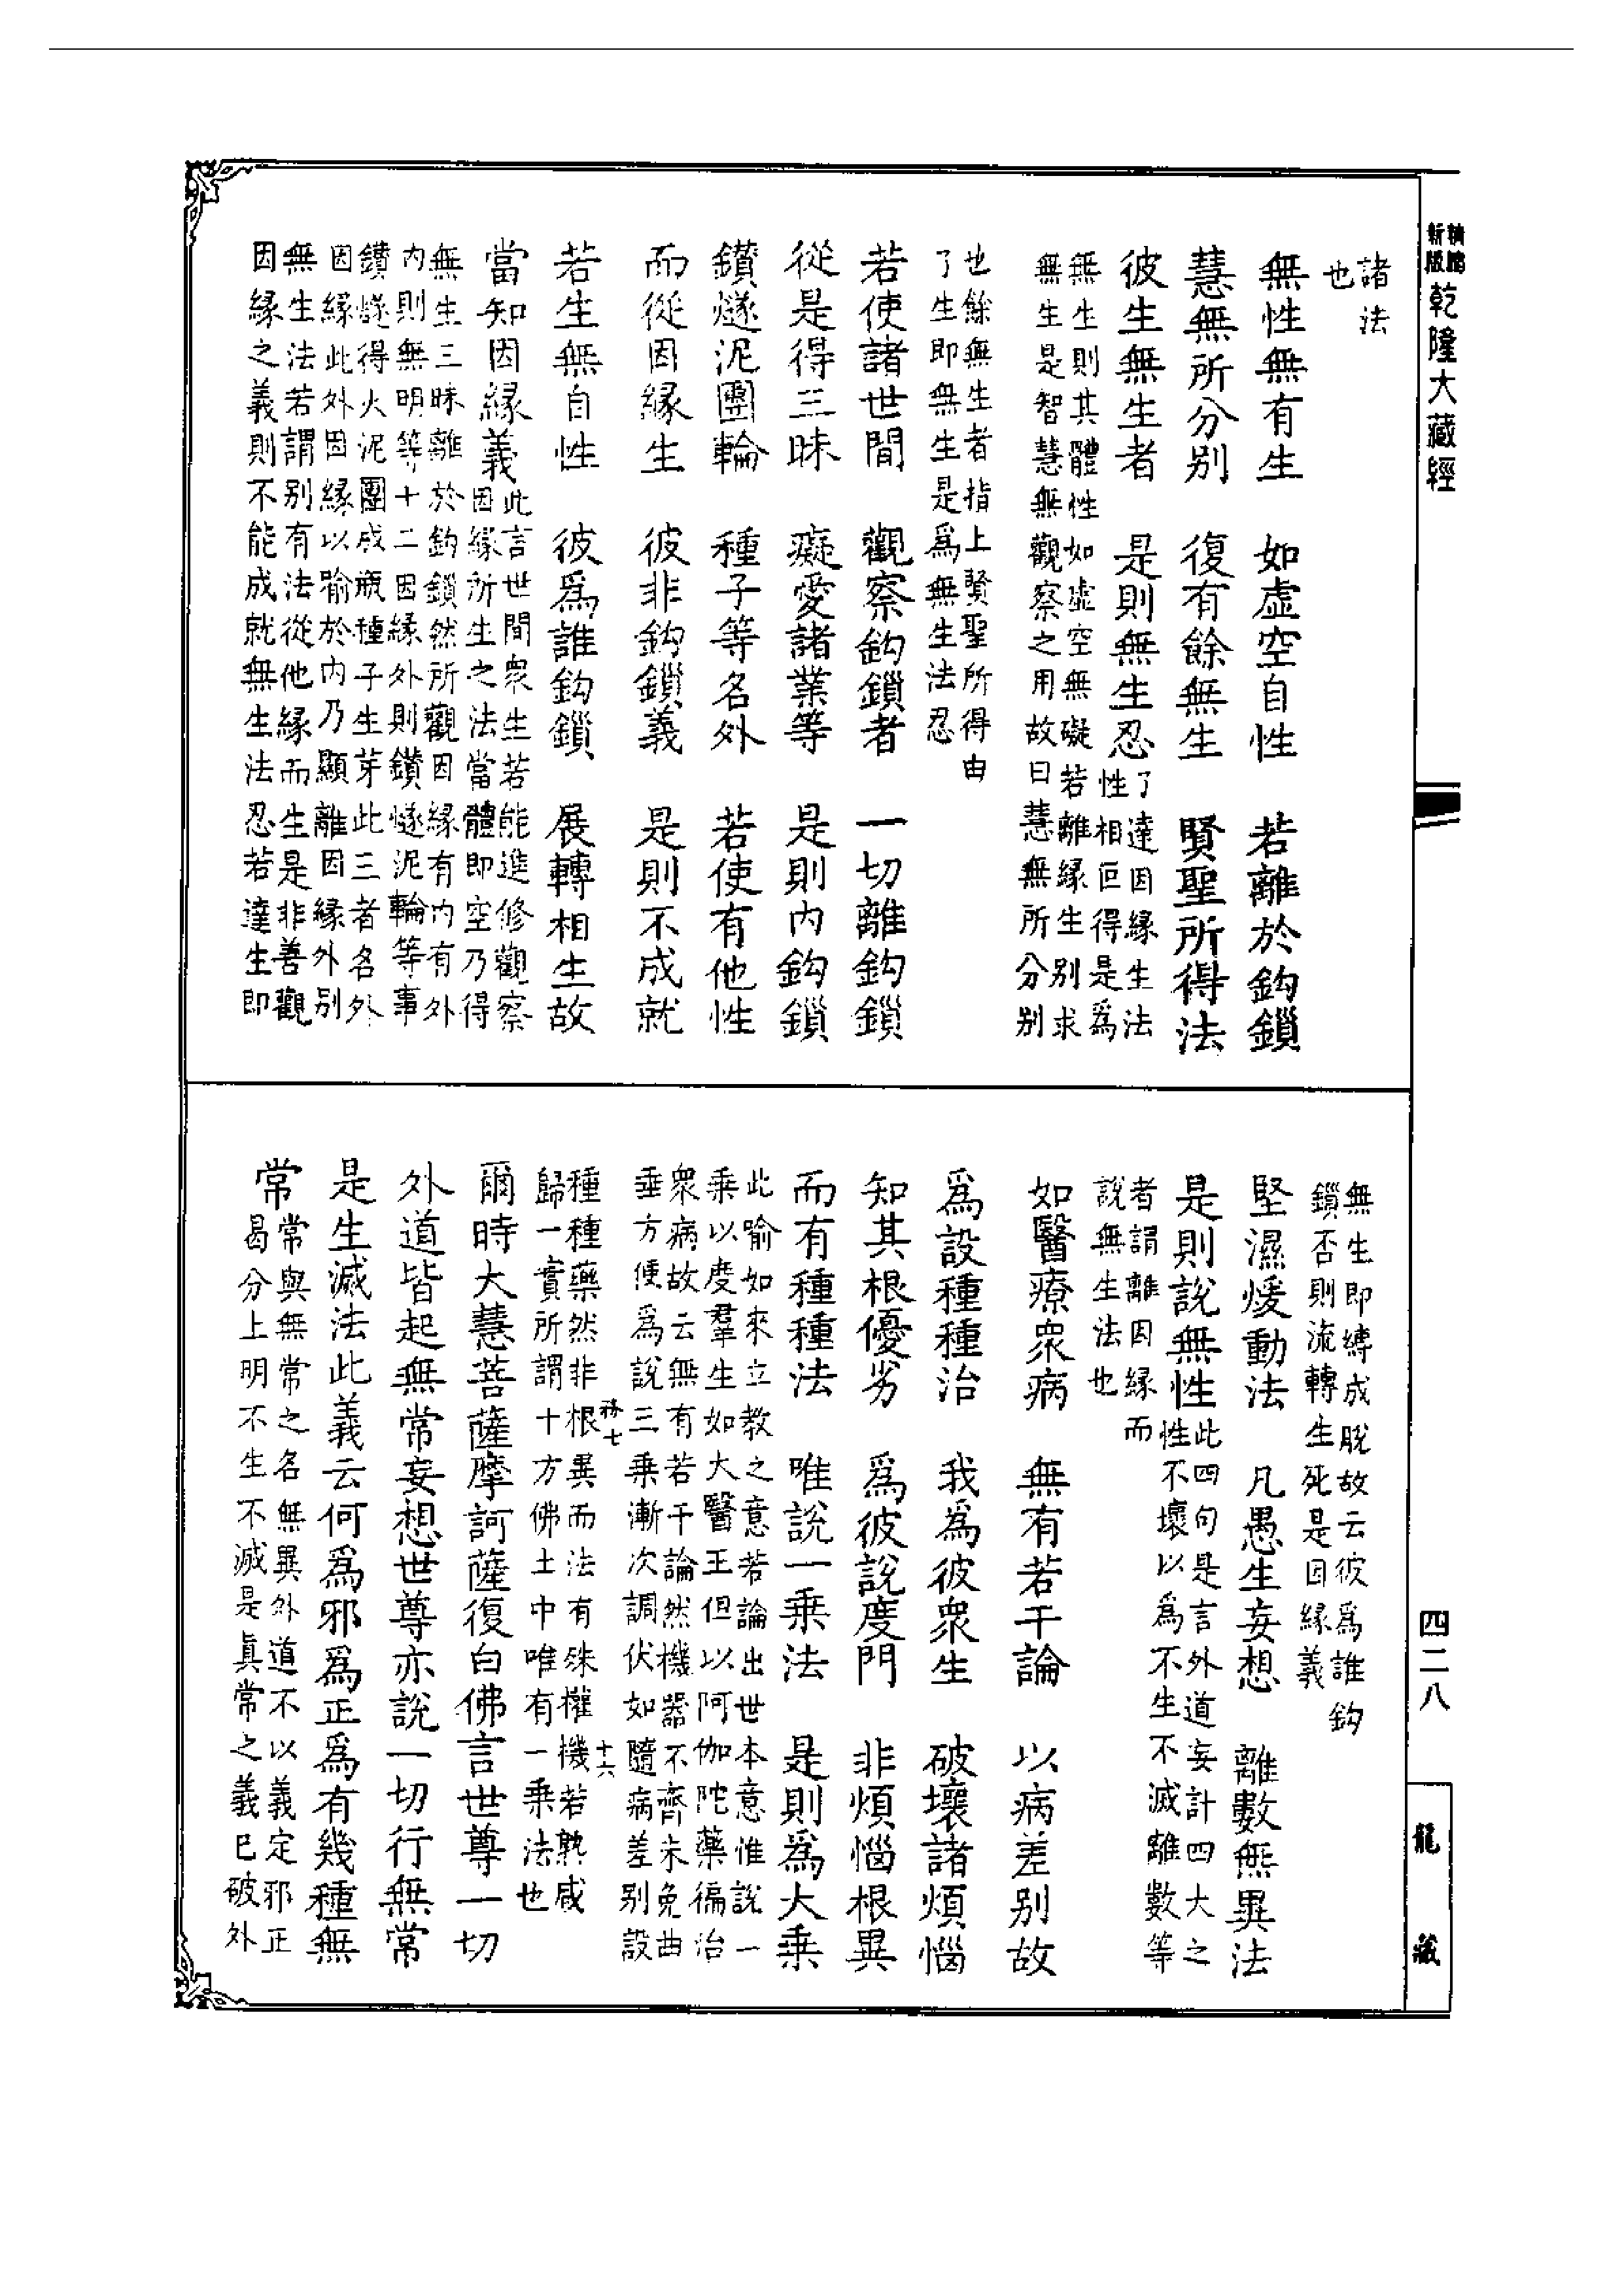 精縮新版乾隆大藏經
諸法
也
無性無有生　如虛空自性　若離於鈎鎖
慧無所分別　復有餘無生　賢聖所得法
彼生無生者　是則無生忍了達因緣生法
性相叵得是爲
無生則其體性如虛空無礙若離緣生別求
無生是智慧無觀察之用故曰慧無所分別
也餘無生者指上賢聖所得由
了生即無生是爲無生法忍
若使諸世間　觀察鈎鎖者　一切離鈎鎖
從是得三昧　癡愛諸業等　是則內鈎鎖
鑚燧泥團輪　種子等名外　若使有他性
而從因緣生　彼非鈎鎖義　是則不成就
若生無自性　彼爲誰鈎鎖　展轉相生故
當知因緣義此言世間衆生若能進修觀察
因緣所生之法當體即空乃得
無生三昧離於鈎鎖然所觀因緣有內有外
內則無明等十二因緣外則鑚燧泥輪等事
鑚燧得火泥團成瓶種子生芽此三者名外
因緣此外因緣以喻於內乃顯離因緣外別
無生法若謂別有法從他緣而生是非善觀
因緣之義則不能成就無生法忍若達生即
無生即縛成脫故云彼爲誰鈎
鎖否則流轉生死是因緣義
堅濕煖動法　凡愚生妄想　離數無異法
是則說無性此四句是言外道妄計四大之
性不壞以爲不生不滅離數等
者謂離因緣而
說無生法也
如醫療衆病　無有若干論　以病差別故
爲設種種治　我爲彼衆生　破壞諸煩惱
知其根優劣　爲彼說度門　非煩惱根異
而有種種法　唯說一乘法　是則爲大乘
此喻如來立教之意若論出世本意惟說一
乘以度羣生如大醫王但以阿伽陀藥徧治
衆病故云無有若干論然機器不齊未免曲
垂方便爲說三乘漸次調伏如隨病差別設
種種藥然非根異而法有殊權機若熟咸
歸一實所謂十方佛土中唯有一乘法也
爾時大慧菩薩摩訶薩復白佛言世尊一切
外道皆起無常妄想世尊亦說一切行無常
是生滅法此義云何爲邪爲正爲有幾種無
常常與無常之名無異外道不以義定邪正
曷分上明不生不滅是眞常之義已破外
四二八
龍藏